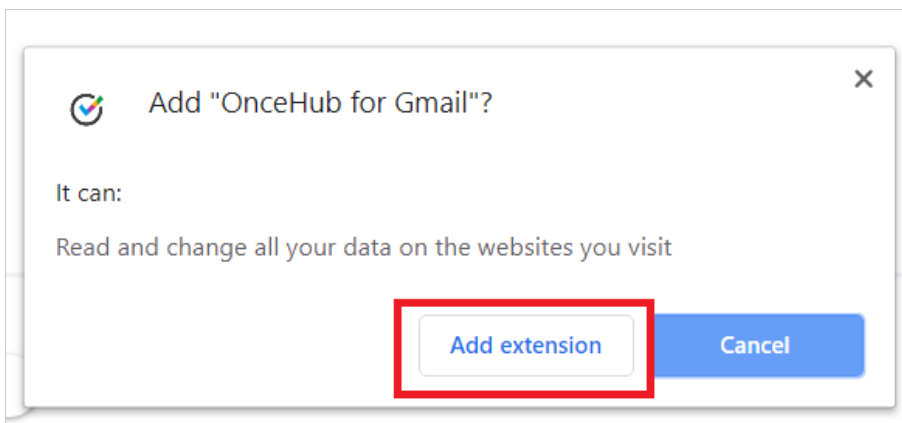 Add "OnceHub for Gmail"?
It can:
Read and change all your data on the websites you visit
Add extension
Cancel